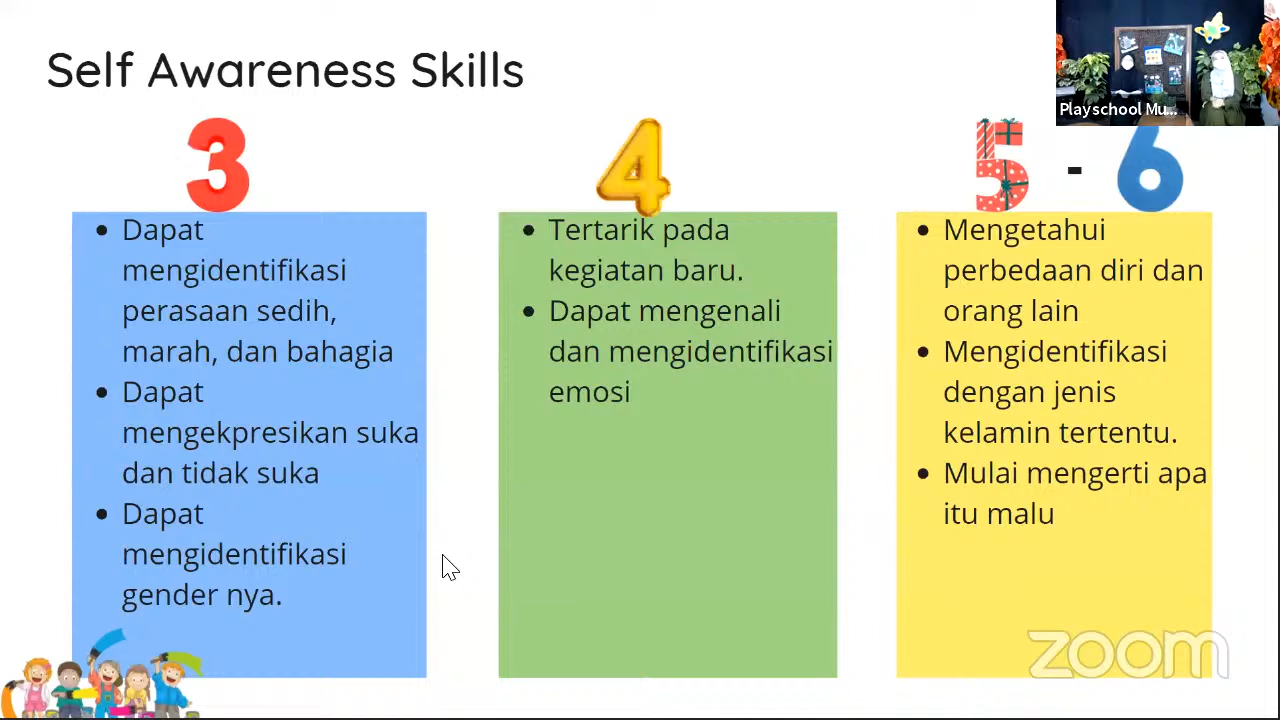 Self Awareness Skills
Playschool Mu...
3
• Dapat
mengidentifikasi
perasaan sedih,
marah, dan bahagia
• Dapat
mengekpresikan suka
dan tidak suka
• Dapat
mengidentifikasi
gender nya.
4
• Tertarik pada
kegiatan baru.
• Dapat mengenali
dan mengidentifikasi
emosi
5 - 6
• Mengetahui
perbedaan diri dan
orang lain
• Mengidentifikasi
dengan jenis
kelamin tertentu.
• Mulai mengerti apa
itu malu
zoom